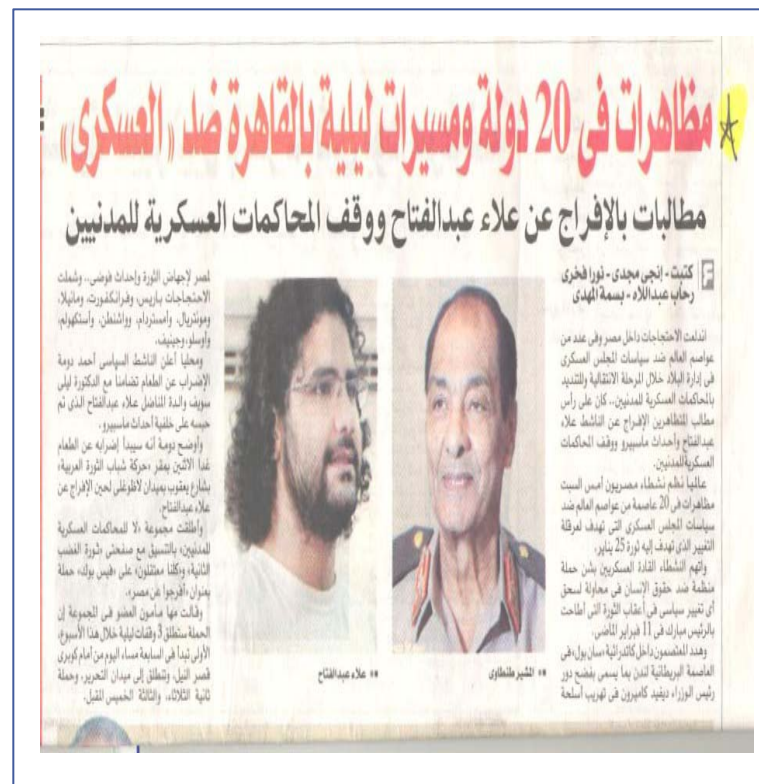 مظاهرات فى 20 دولة ومسيرات ليلية بالقاهرة ضد «العسكرى»
مطالبات بالإفراج عن علاء عبدالفتاح ووقف المحاكمات العسكرية للمدنيين
كتبت - إنجى مجدى - نورا فخرى
رحاب عبداللاه - بسمة المهدى
اندلعت الاحتجاجات داخل مصر وفى عدد من
عواصم العالم ضد سياسات المجلس العسكرى
فى إدارة البلاد خلال المرحلة الانتقالية والتنديد
بالمحاكمات العسكرية للمدنيين.. كان على رأس
مطالب المتظاهرين الإفراج عن الناشط علاء
عبدالفتاح وأحداث ماسبيرو ووقف المحاكمات
العسكرية للمدنيين.
عالميا نظم نشطاء مصريون أمس السبت
مظاهرات فى 20 عاصمة من عواصم العالم ضد
سياسات المجلس العسكرى التى تهدف لعرقلة
التغيير الذى تهدف إليه ثورة 25 يناير.
واتهم النشطاء القادة العسكريين بشن حملة
منظمة ضد حقوق الإنسان فى محاولة لسحق
أى تغيير سياسى فى أعقاب الثورة التى أطاحت
بالرئيس مبارك فى 11 فبراير الماضى.
وهدد المعتصمون داخل كاتدرائية «سان بول» فى
العاصمة البريطانية لندن بما يسمى بفضح دور
رئيس الوزراء ديفيد كاميرون فى تهريب أسلحة
لمصر لإجهاض الثورة وإحداث فوضى.. وشملت
الاحتجاجات باريس، وفرانكفورت، ومانيلا،
ومونتريال، وأمستردام، وواشنطن، وأستكهولم،
وأوسلو، وجينيف.
ومحليا أعلن الناشط السياسى أحمد دومة
الإضراب عن الطعام تضامنا مع الدكتورة ليلى
سويف والدة المناضل علاء عبدالفتاح الذى تم
حبسه على خلفية أحداث ماسبيرو.
وأوضح دومة أنه سيبدأ إضرابه عن الطعام
غدا الاثنين بمقر «حركة شباب الثورة العربية»
بشارع يعقوب بميدان لاظوغلى لحين الإفراج عن
علاء عبدالفتاح.
وأطلقت مجموعة «لا للمحاكمات العسكرية
للمدنيين» بالتنسيق مع صفحتى «ثورة الغضب
الثانية» و«كلنا معتقلون» على «فيس بوك» حملة
بعنوان «أفرجوا عن مصر».
وقالت مها مأمون العضو فى المجموعة إن
الحملة ستطلق 3 وقفات ليلية خلال هذا الأسبوع،
الأولى تبدأ فى السابعة مساء اليوم من أمام كوبرى
قصر النيل، وتنطلق إلى ميدان التحرير، وحملة
ثانية الثلاثاء، والثالثة الخميس المقبل.
المشير طنطاوى
علاء عبدالفتاح